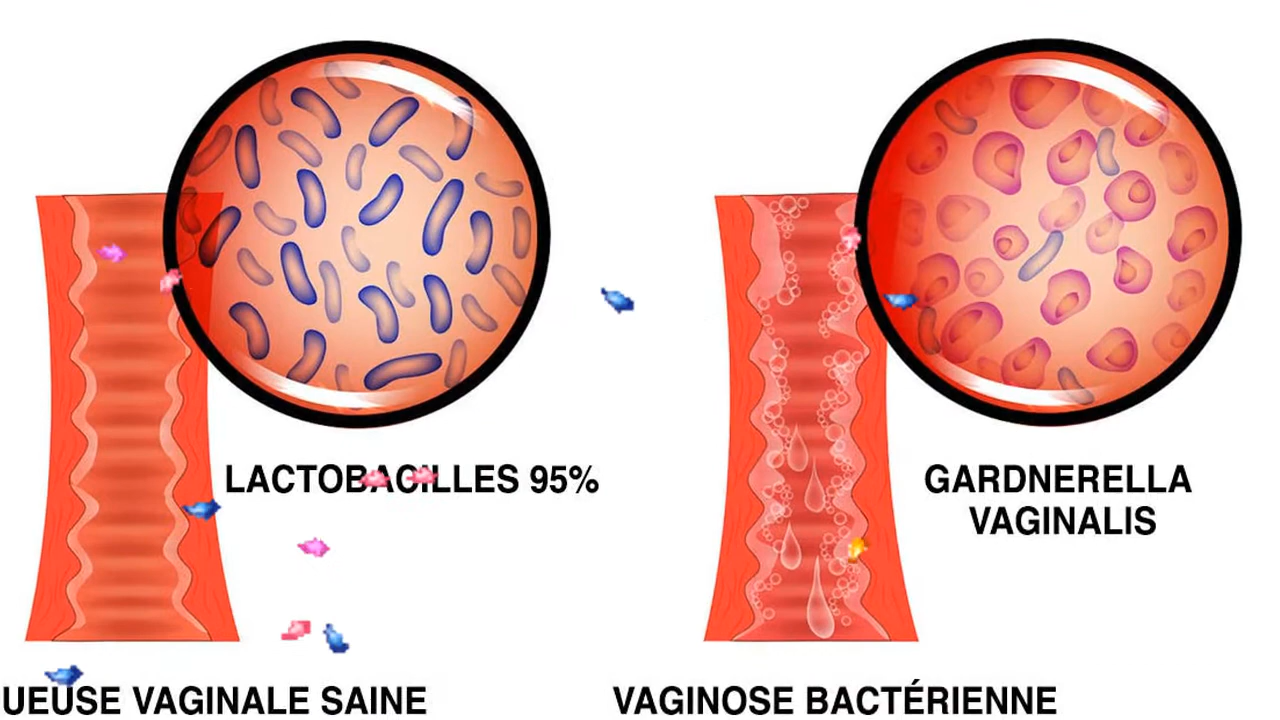 LACTOBACILLES 95%
GARDNERELLA
VAGINALIS
UEUSE VAGINALE SAINE
VAGINOSE BACTÉRIENNE